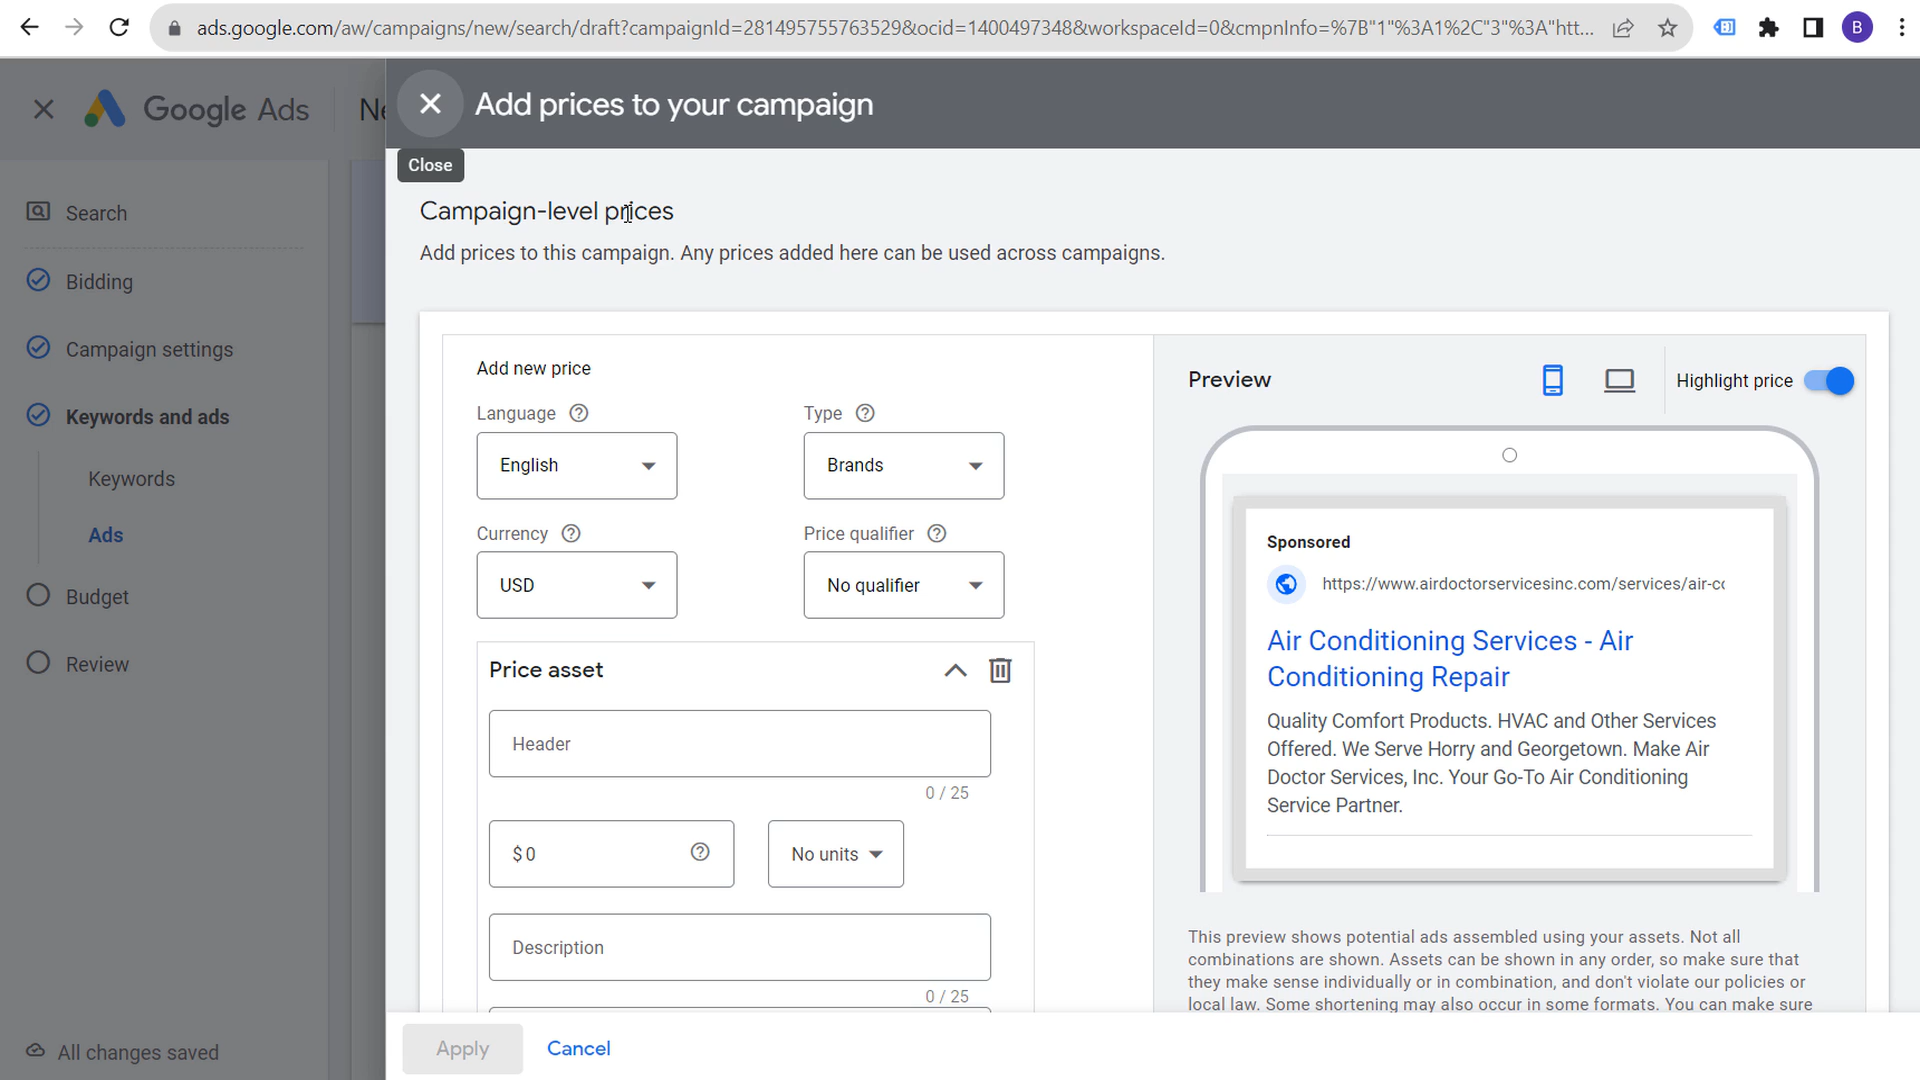 ads.google.com/aw/campaigns/new/search/draft?campaignId=281495755763529&ocid=1400497348&workspaceId=0&cmpnInfo=%7B"1"%3A1%2C"3"%3A"htt...
B
Google Ads
Ne
Add prices to your campaign
Close
Search
Bidding
Campaign settings
Keywords and ads
Keywords
Ads
Budget
Review
All changes saved
Campaign-level prices
Add prices to this campaign. Any prices added here can be used across campaigns.
Add new price
Language
Type
English
Brands
Currency
Price qualifier
USD
No qualifier
Price asset
Header
0 / 25
$ 0
No units
Description
0 / 25
Preview
Highlight price
Sponsored
https://www.airdoctorservicesinc.com/services/air-co
Air Conditioning Services - Air
Conditioning Repair
Quality Comfort Products. HVAC and Other Services
Offered. We Serve Horry and Georgetown. Make Air
Doctor Services, Inc. Your Go-To Air Conditioning
Service Partner.
This preview shows potential ads assembled using your assets. Not all
combinations are shown. Assets can be shown in any order, so make sure that
they make sense individually or in combination, and don't violate our policies or
local law. Some shortening may also occur in some formats. You can make sure
Apply
Cancel